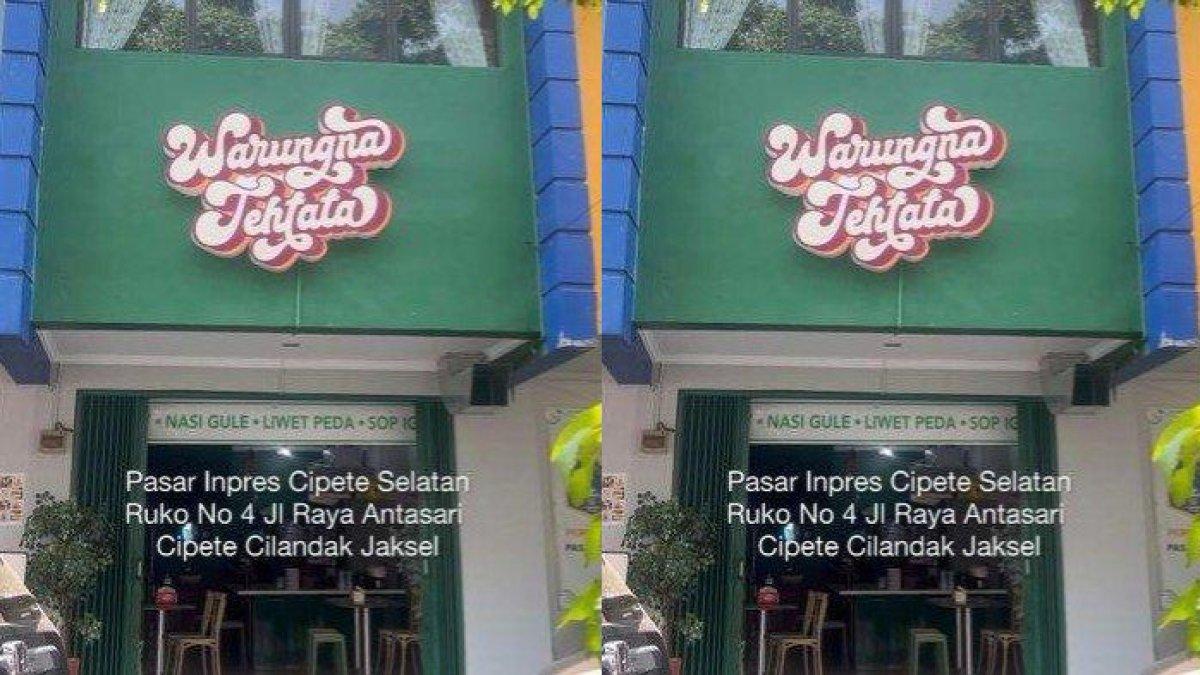 Warungna
Tehtata
• NASI GULE • LIWET PEDA • SOP IG
Pasar Inpres Cipete Selatan
Ruko No 4 Jl Raya Antasari
Cipete Cilandak Jaksel
Warungna
Tehtata
• NASI GULE • LIWET PEDA • SOP IG
Pasar Inpres Cipete Selatan
Ruko No 4 Jl Raya Antasari
Cipete Cilandak Jaksel